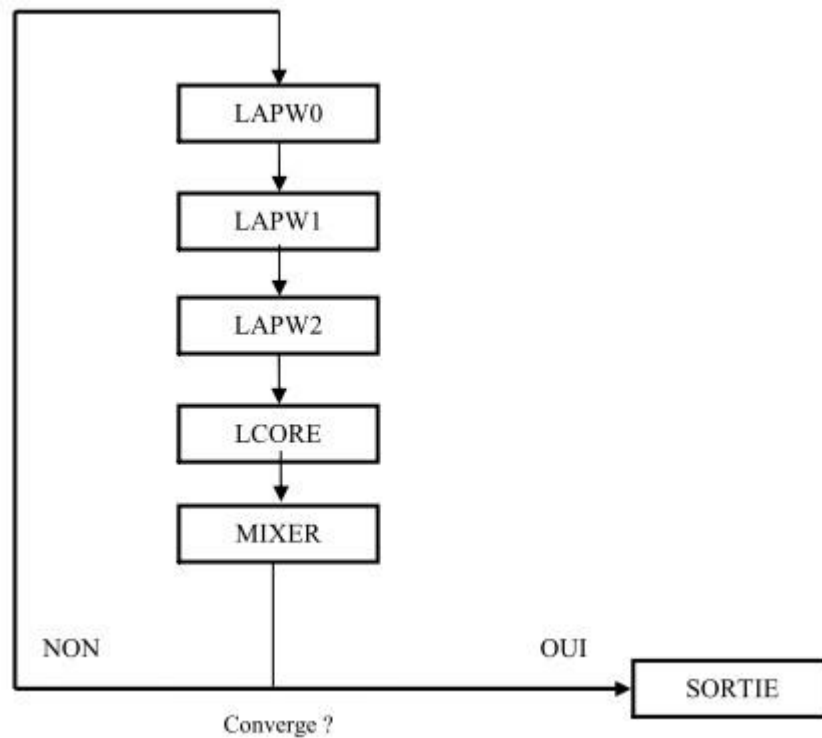 LAPW0
LAPW1
LAPW2
LCORE
MIXER
NON
OUI
SORTIE
Converge ?